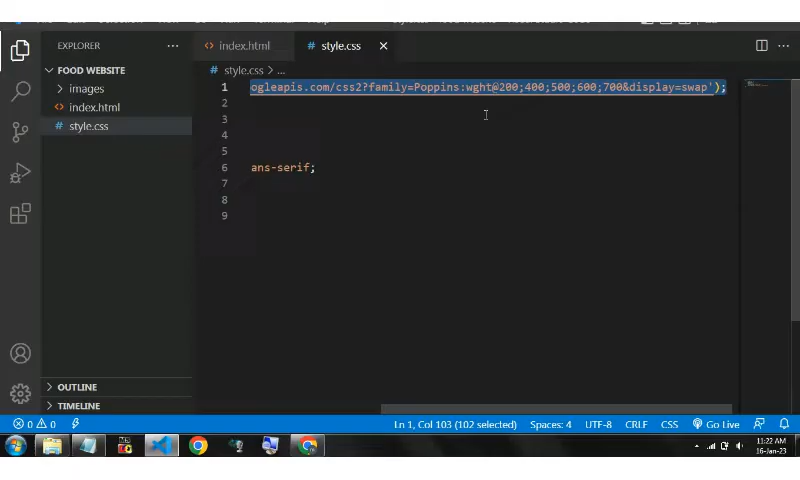 EXPLORER
index.html
style.css
FOOD WEBSITE
style.css > ...
images
index.html
style.css
1 ogleapis.com/css2?family=Poppins:wght@200;400;500;600;700&display=swap');
2
3
4
5
6 ans-serif;
7
8
9
OUTLINE
TIMELINE
0 0
Ln 1, Col 103 (102 selected)
Spaces: 4
UTF-8
CRLF
CSS
Go Live
11:22 AM
16-Jan-23